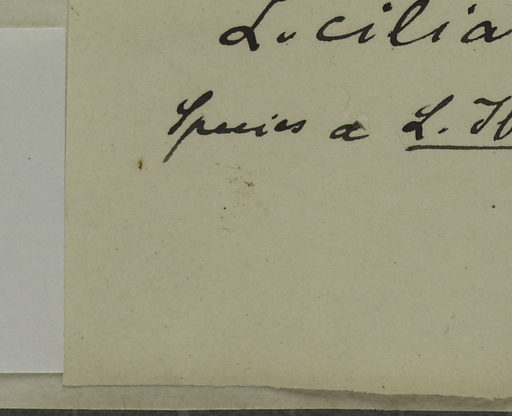 L. cilia
Species a L.